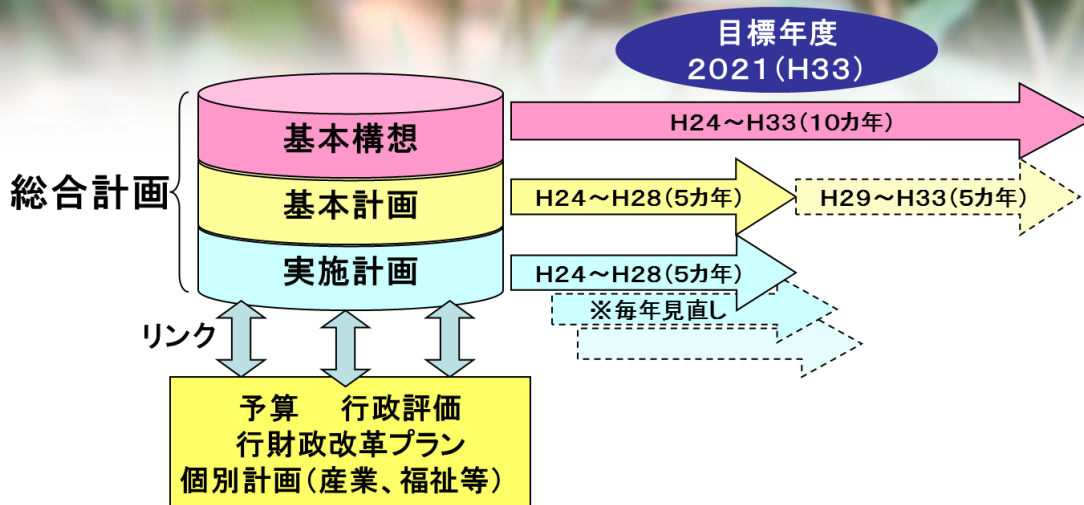 目標年度
2021(H33)
総合計画
基本構想
H24～H33(10カ年)
基本計画
H24～H28(5カ年)
H29～H33(5カ年)
実施計画
H24～H28(5カ年)
※毎年見直し
リンク
予算　行政評価
行財政改革プラン
個別計画(産業、福祉等)